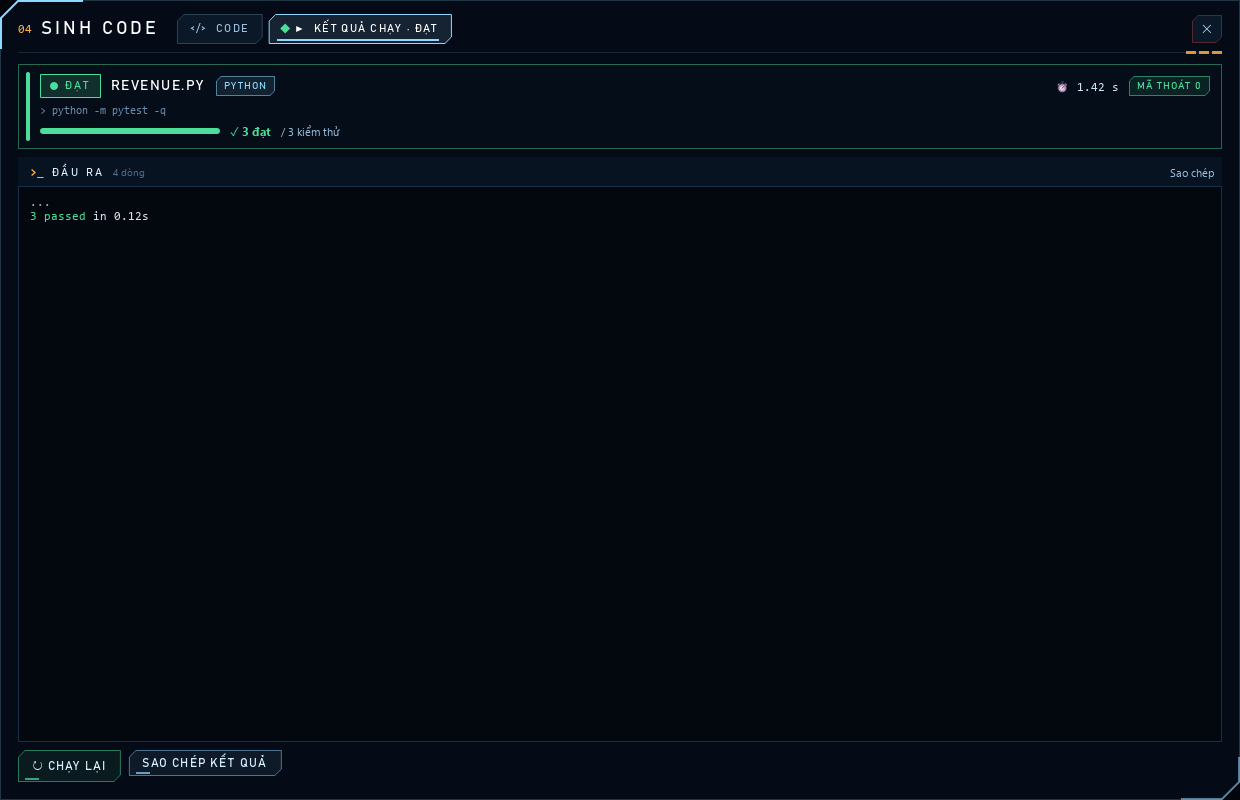 04 SINH CODE </> CODE ▶ KẾT QUẢ CHẠY · ĐẠT ×
ĐẠT REVENUE.PY PYTHON 1.42 s MÃ THOÁT 0
> python -m pytest -q
✓ 3 đạt / 3 kiểm thử
>_ ĐẦU RA 4 dòng Sao chép
...
3 passed in 0.12s
↻ CHẠY LẠI SAO CHÉP KẾT QUẢ